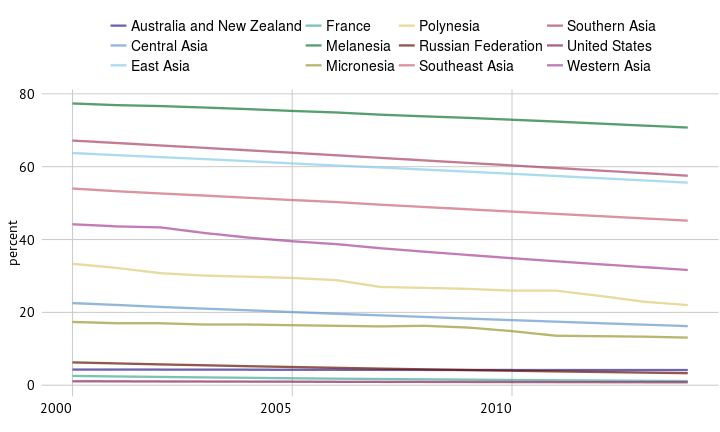 Australia and New Zealand France Polynesia Southern Asia
Central Asia Melanesia Russian Federation United States
East Asia Micronesia Southeast Asia Western Asia
80
60
40
20
0
percent
2000 2005 2010